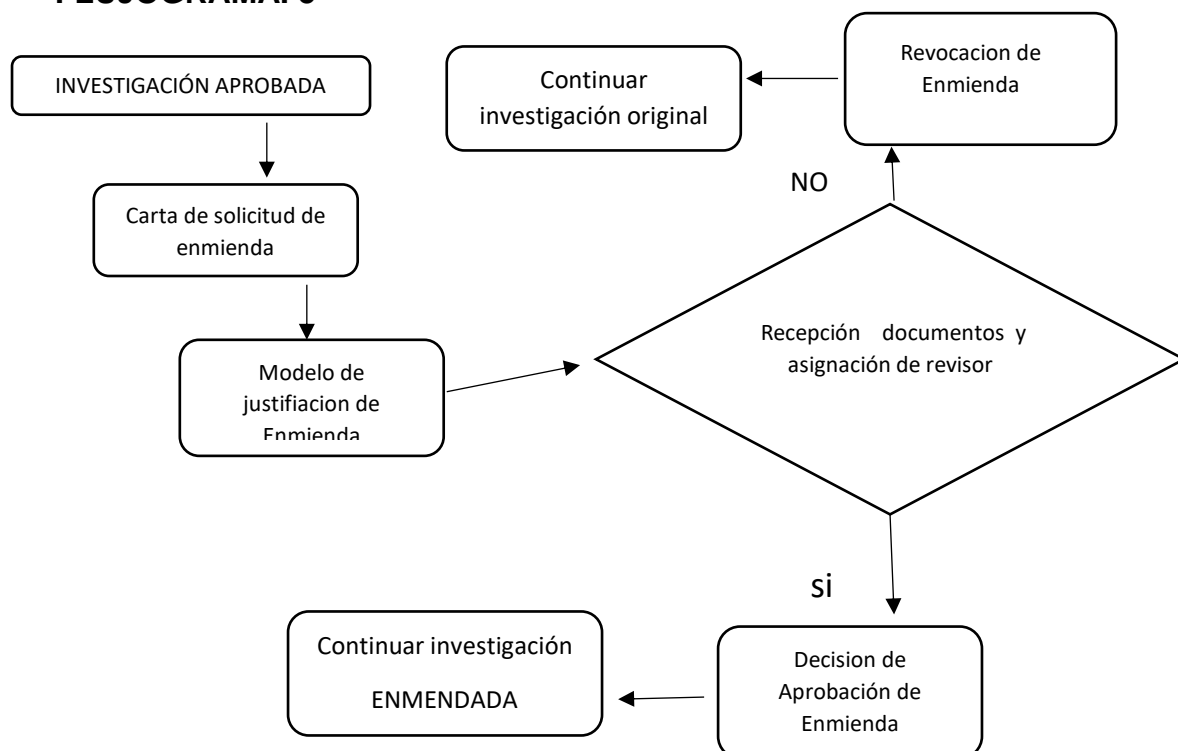 INVESTIGACIÓN APROBADA
Carta de solicitud de
enmienda
Modelo de
justifiacion de
Enmienda
Recepción documentos y
asignación de revisor
NO
Revocacion de
Enmienda
Continuar
investigación original
si
Decision de
Aprobación de
Enmienda
Continuar investigación
ENMENDADA